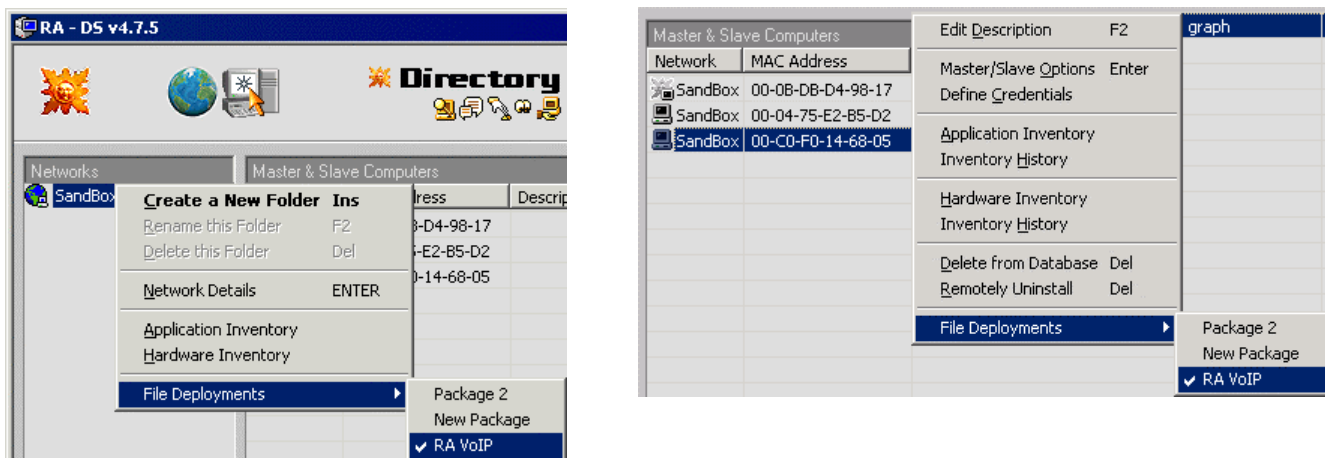 RA - DS v4.7.5
Directory
Networks
Master & Slave Computers
SandBox
Address Descrip
Create a New Folder Ins
Rename this Folder F2
B-D4-98-17
Delete this Folder Del
-E2-B5-D2
0-14-68-05
Network Details ENTER
Application Inventory
Hardware Inventory
File Deployments
Package 2
New Package
RA VoIP
Master & Slave Computers
Network MAC Address
SandBox 00-0B-DB-D4-98-17
SandBox 00-04-75-E2-B5-D2
SandBox 00-C0-F0-14-68-05
graph
Edit Description F2
Master/Slave Options Enter
Define Credentials
Application Inventory
Inventory History
Hardware Inventory
Inventory History
Delete from Database Del
Remotely Uninstall Del
File Deployments
Package 2
New Package
RA VoIP